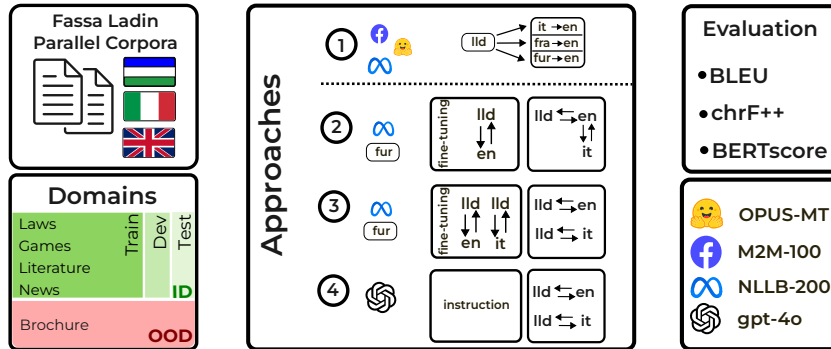 Fassa Ladin
Parallel Corpora
Domains
Laws
Games
Literature
News
Train
Dev
Test
ID
Brochure
OOD
Approaches
1
lld
it →en
fra→en
fur→en
2
fur
fine-tuning
lld
en
lld ⇆ en
it
3
fur
fine-tuning
lld lld
en it
lld ⇆ en
lld ⇆ it
4
instruction
lld ⇆ en
lld ⇆ it
Evaluation
•BLEU
•chrF++
•BERTscore
OPUS-MT
M2M-100
NLLB-200
gpt-4o